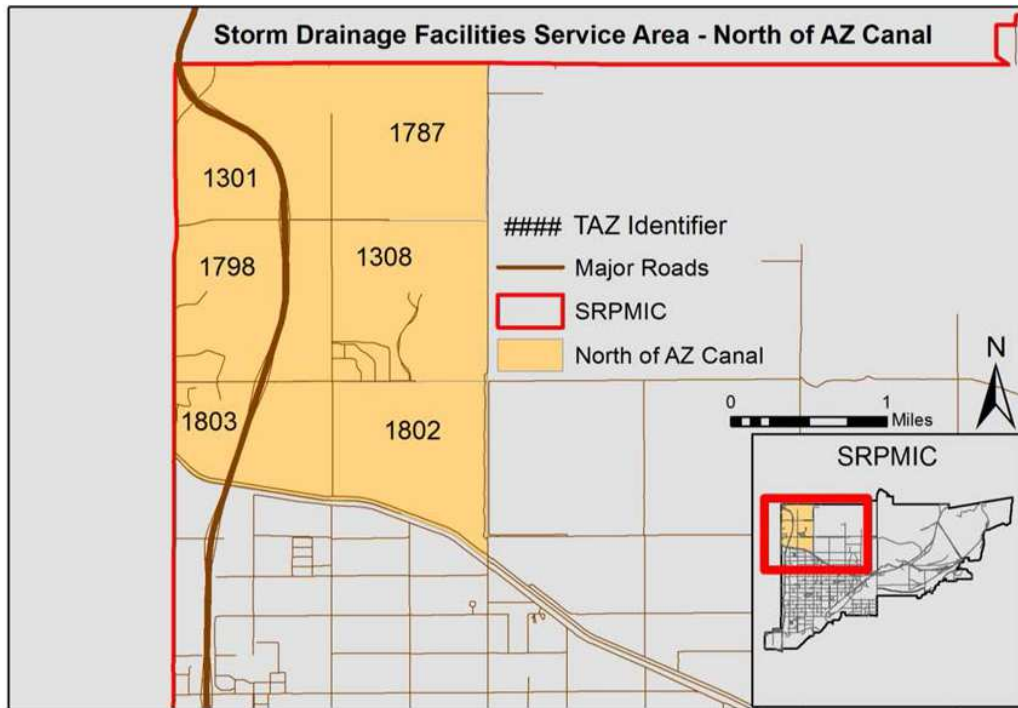 Storm Drainage Facilities Service Area - North of AZ Canal
1787
1301
1308
1798
1803
1802
#### TAZ Identifier
Major Roads
SRPMIC
North of AZ Canal
N
0 1
Miles
SRPMIC